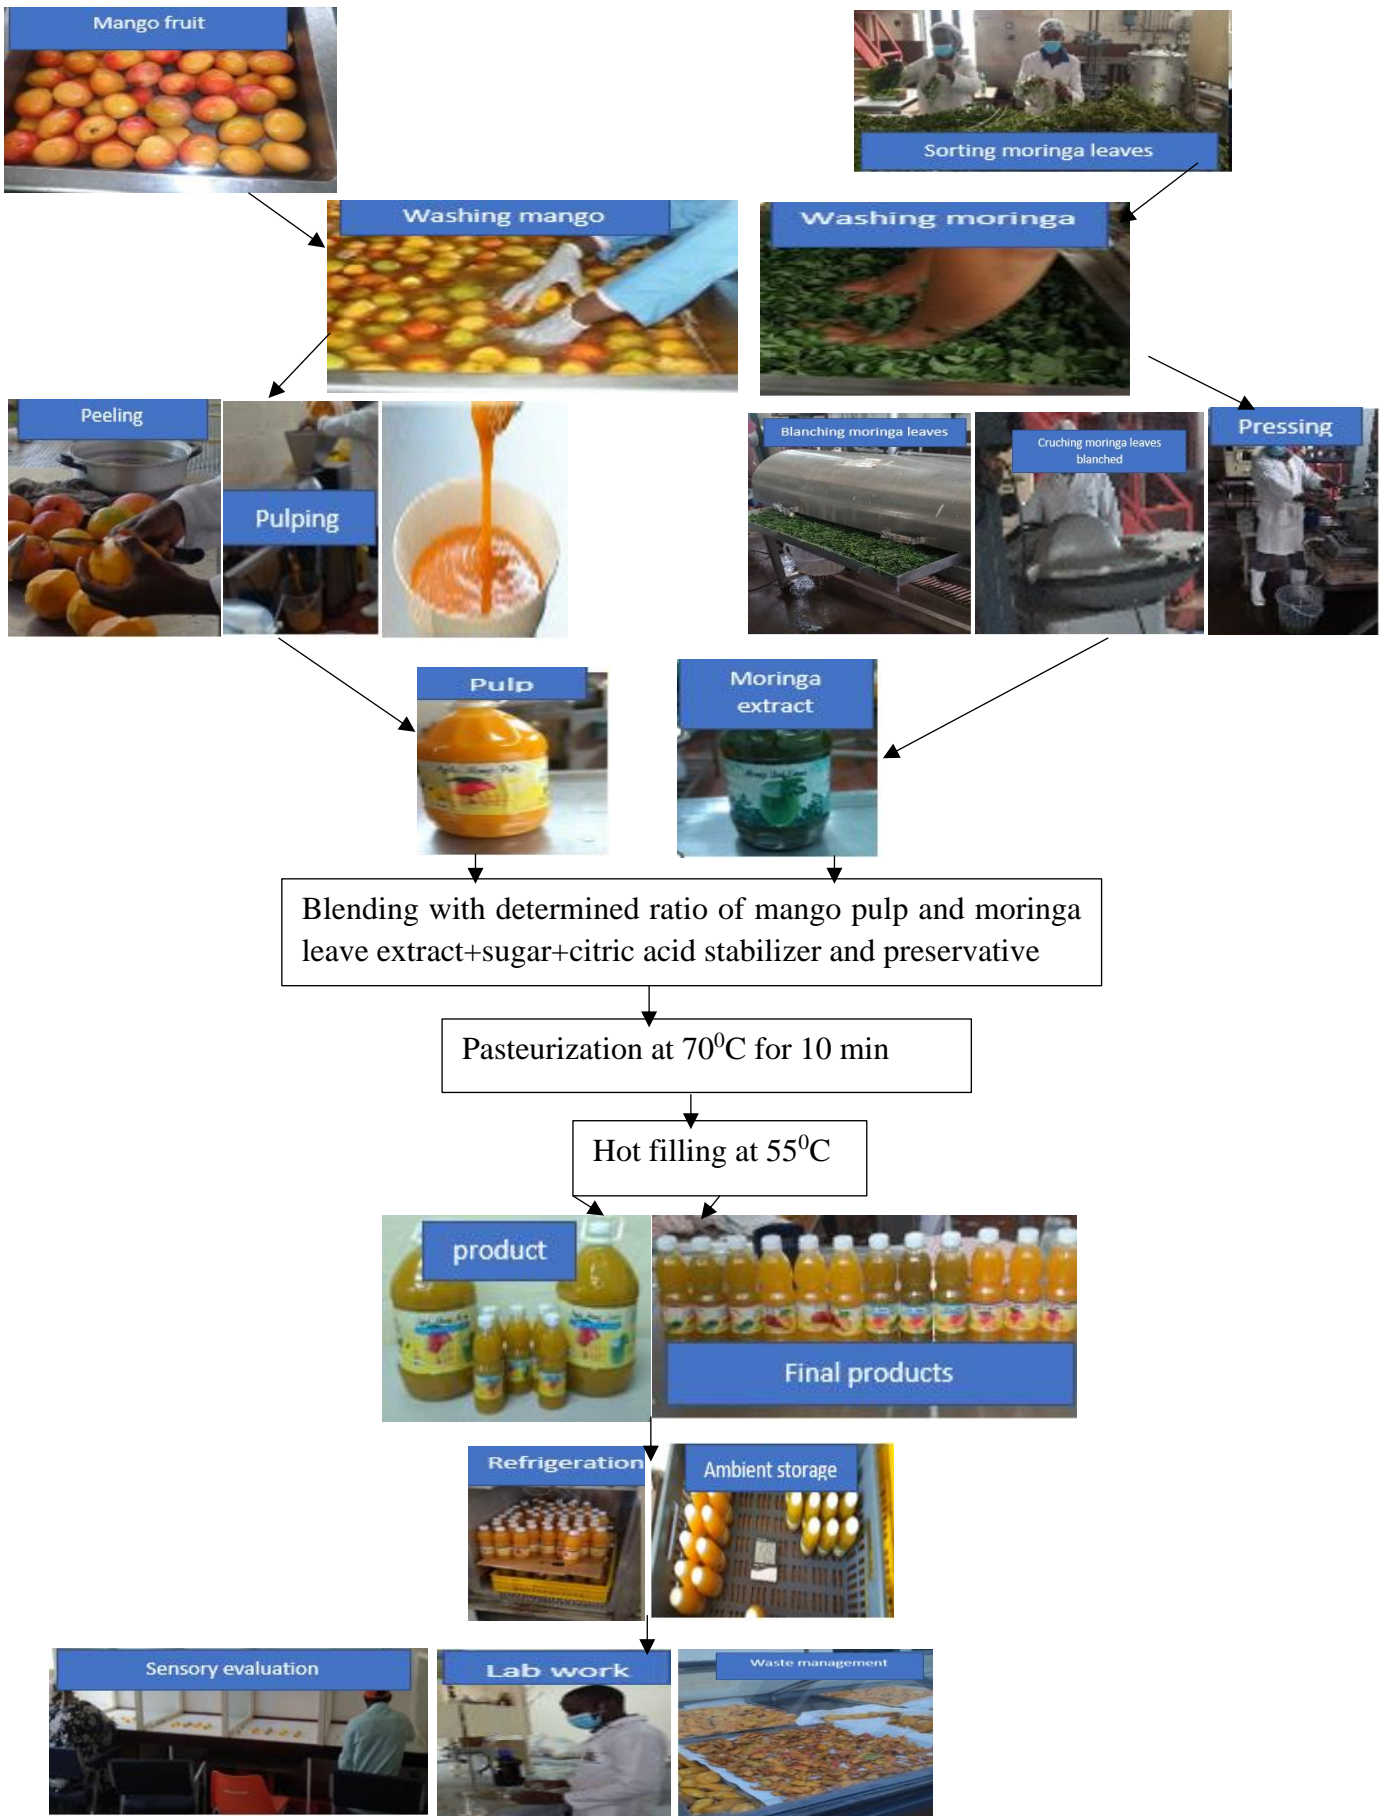 Mango fruit
Sorting moringa leaves
Washing mango
Washing moringa
Peeling
Pulping
Blanching moringa leaves
Cruching moringa leaves
blanched
Pressing
Pulp
Moringa
extract
Blending with determined ratio of mango pulp and moringa
leave extract+sugar+citric acid stabilizer and preservative
Pasteurization at 70⁰C for 10 min
Hot filling at 55⁰C
product
Final products
Refrigeration
Ambient storage
Sensory evaluation
Lab work
Waste management